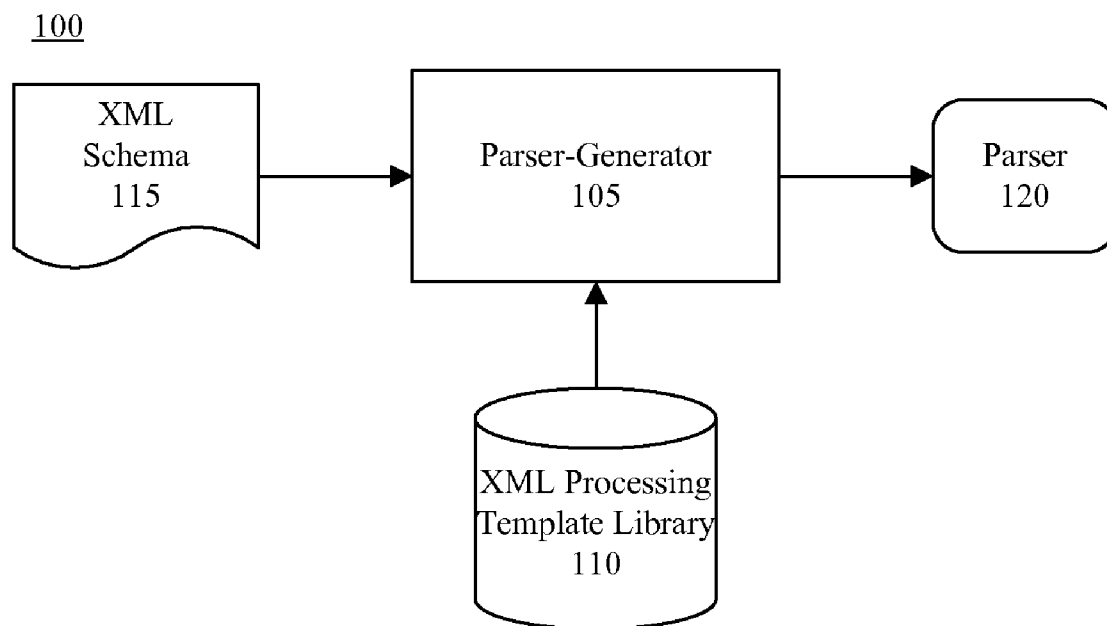 100
XML
Schema
115
Parser-Generator
105
Parser
120
XML Processing
Template Library
110